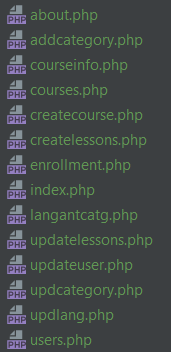 about.php
addcategory.php
courseinfo.php
courses.php
createcourse.php
createlessons.php
enrollment.php
index.php
langantcatg.php
updatelessons.php
updateuser.php
updcategory.php
updlang.php
users.php